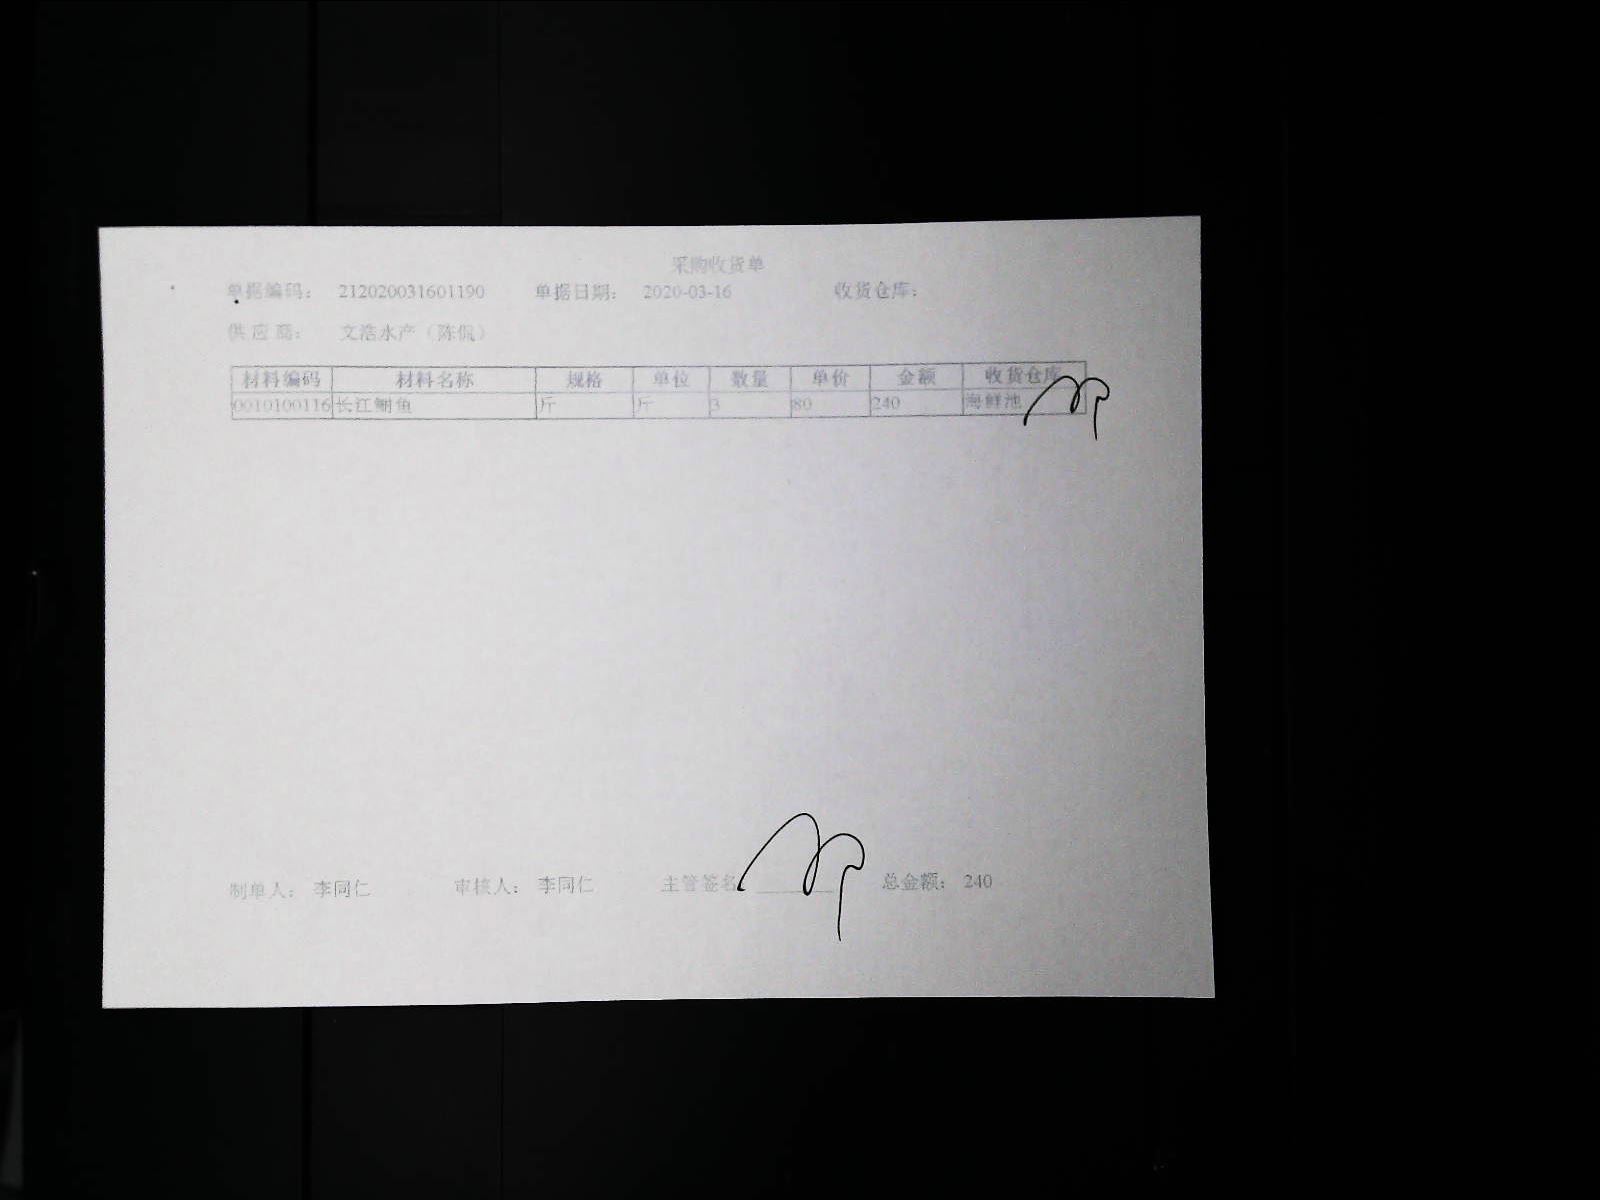 采购收货单
单据编码： 212020031601190 单据日期： 2020-03-16 收货仓库：
供应商： 文浩水产（陈侃）
材料编码 材料名称 规格 单位 数量 单价 金额 收货仓库
0010100116 长江鮰鱼 斤 斤 3 80 240 海鲜池
制单人： 李同仁 审核人： 李同仁 主管签名 总金额： 240